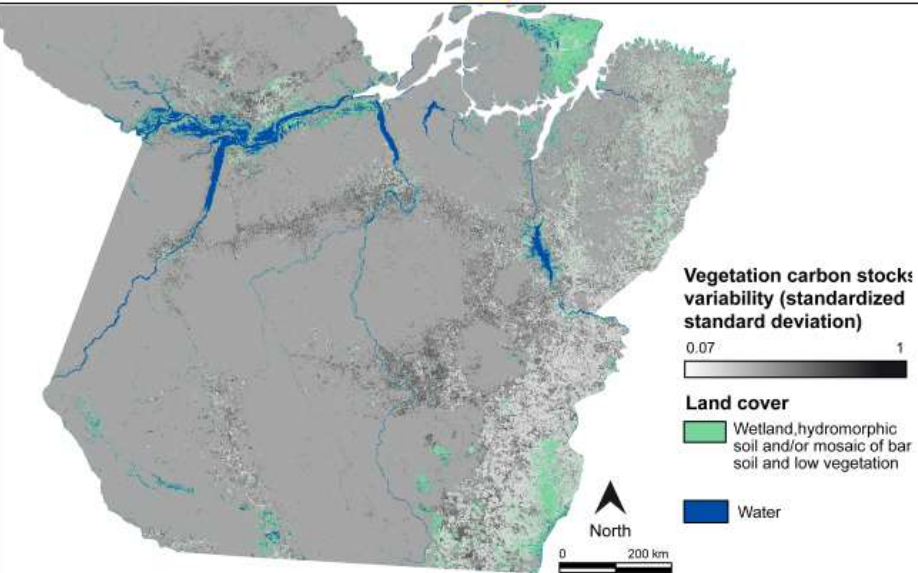 Vegetation carbon stocks
variability (standardized
standard deviation)
0.07 1
Land cover
Wetland,hydromorphic
soil and/or mosaic of bar
soil and low vegetation
Water
North
0 200 km